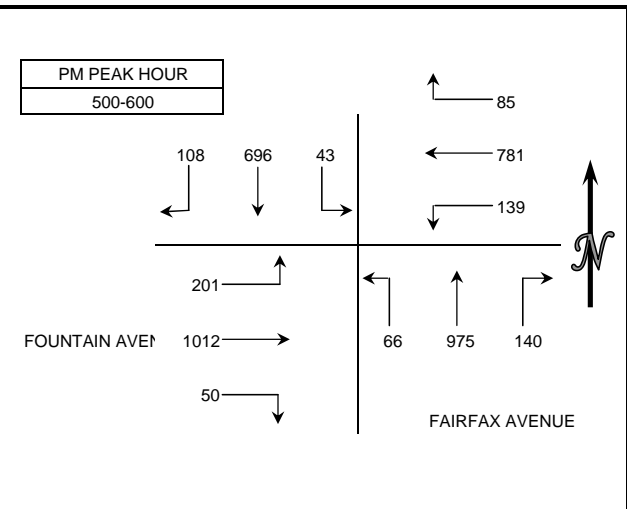 PM PEAK HOUR
500-600
85
108 696 43
781
139
201
FOUNTAIN AVEN 1012
66 975 140
50
FAIRFAX AVENUE
N